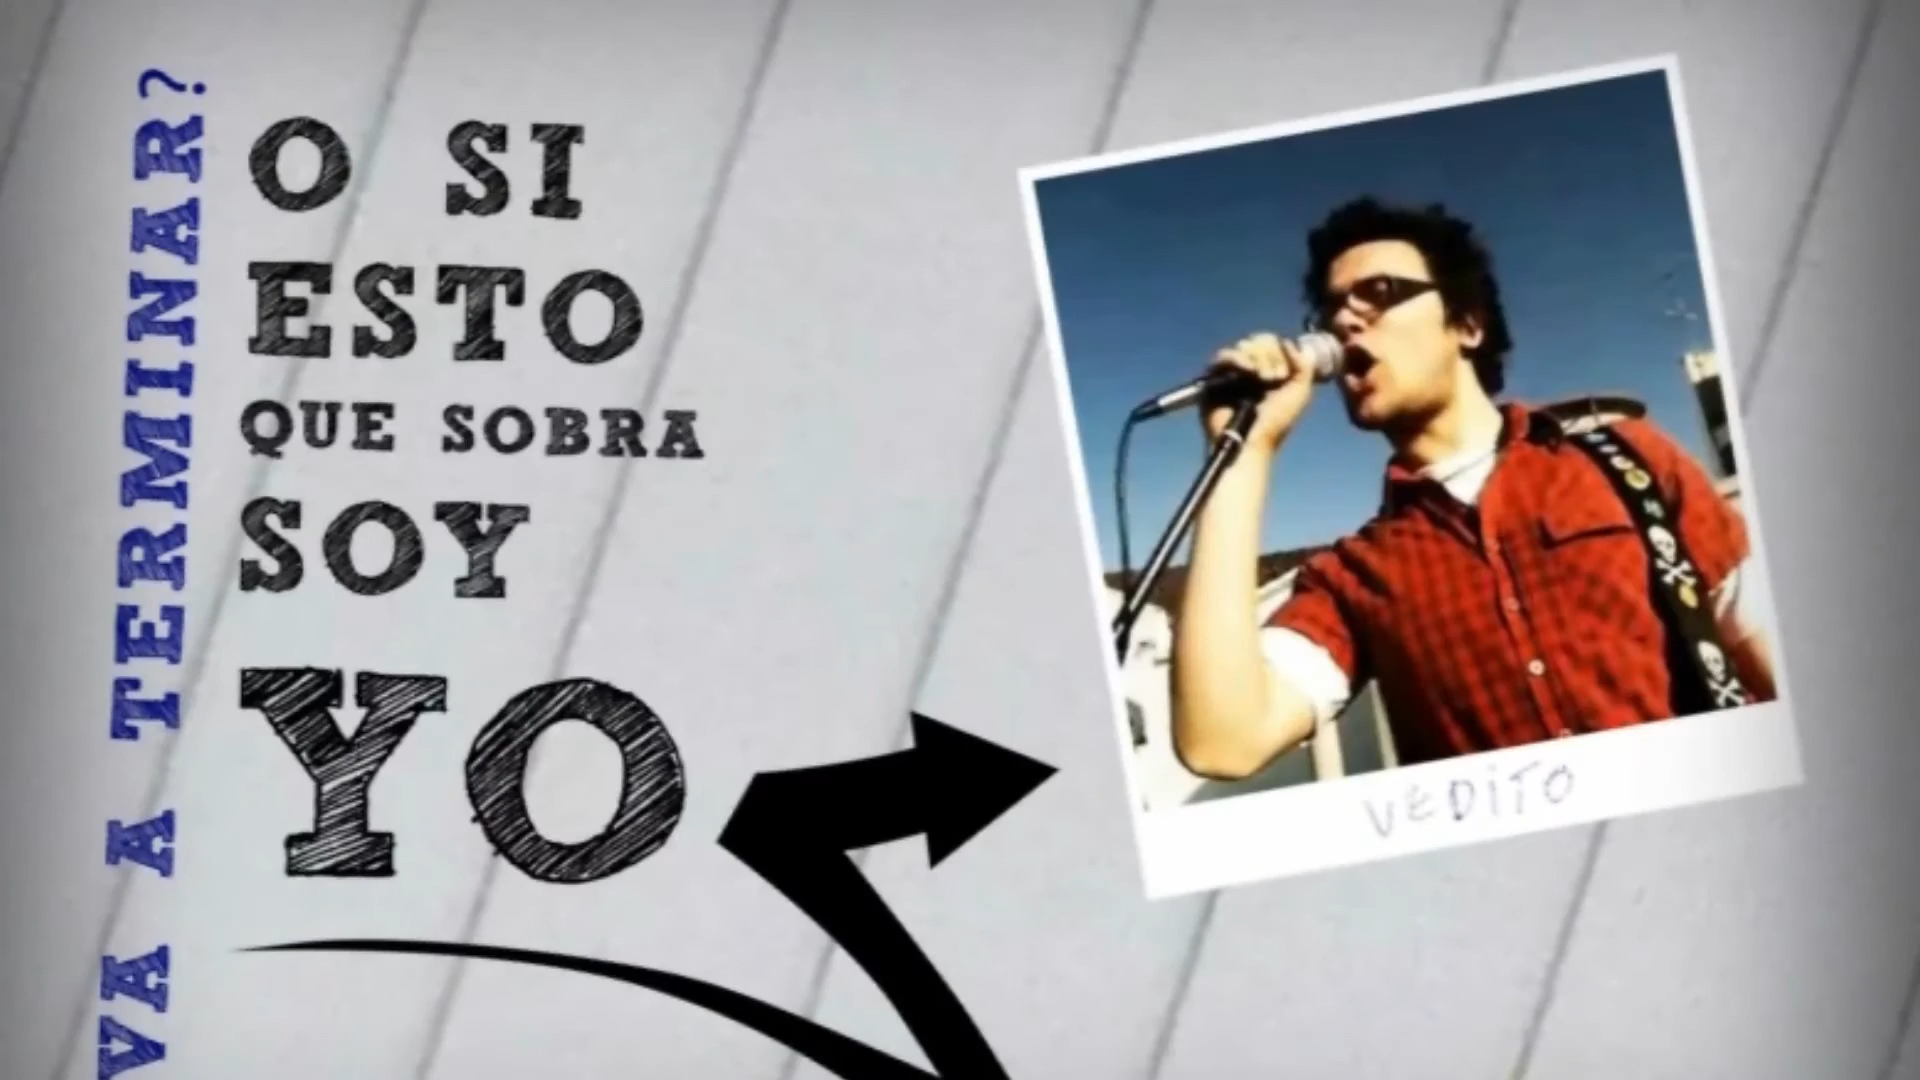 VA A TERMINAR?
O SI
ESTO
QUE SOBRA
SOY
YO
VEDITO